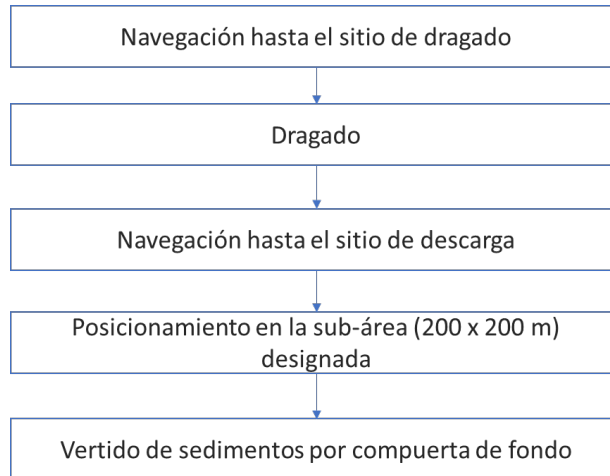 Navegación hasta el sitio de dragado
Dragado
Navegación hasta el sitio de descarga
Posicionamiento en la sub-área (200 x 200 m)
designada
Vertido de sedimentos por compuerta de fondo